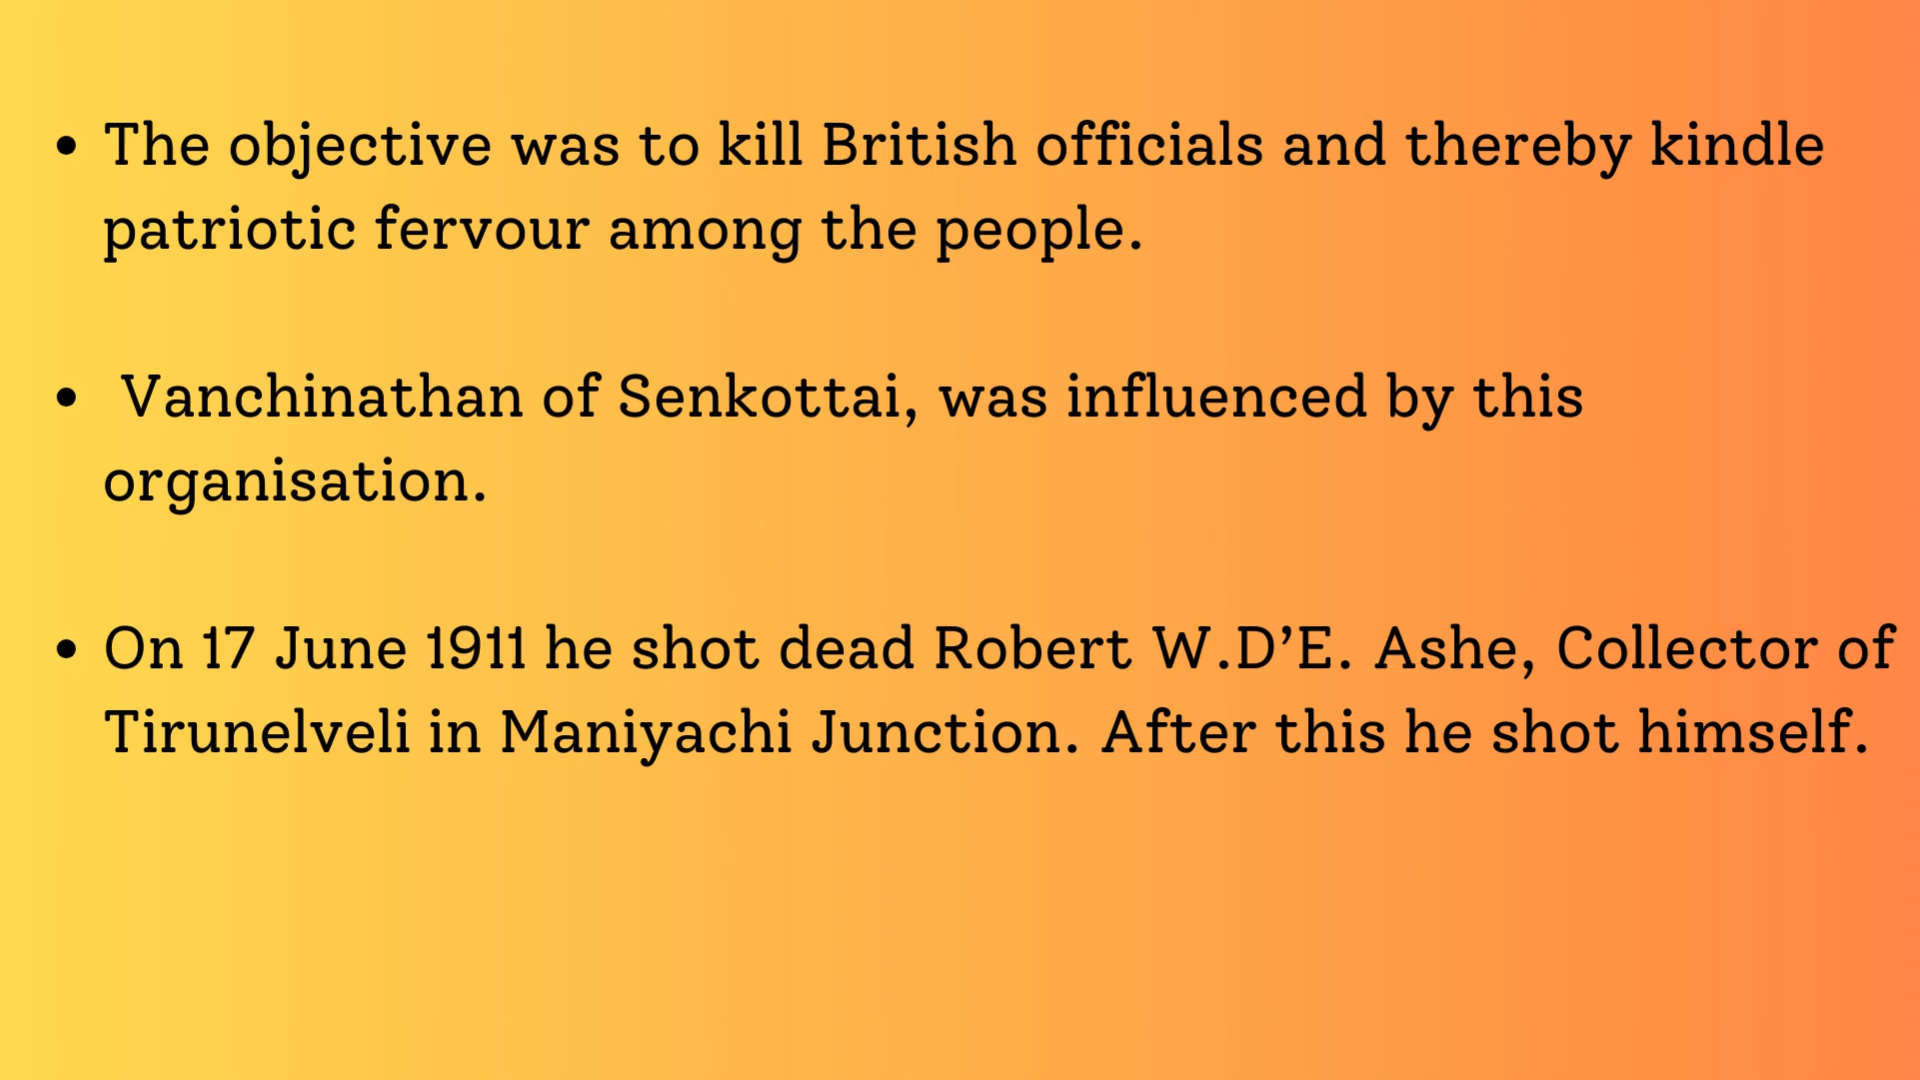 • The objective was to kill British officials and thereby kindle
patriotic fervour among the people.
• Vanchinathan of Senkottai, was influenced by this
organisation.
• On 17 June 1911 he shot dead Robert W.D’E. Ashe, Collector of
Tirunelveli in Maniyachi Junction. After this he shot himself.